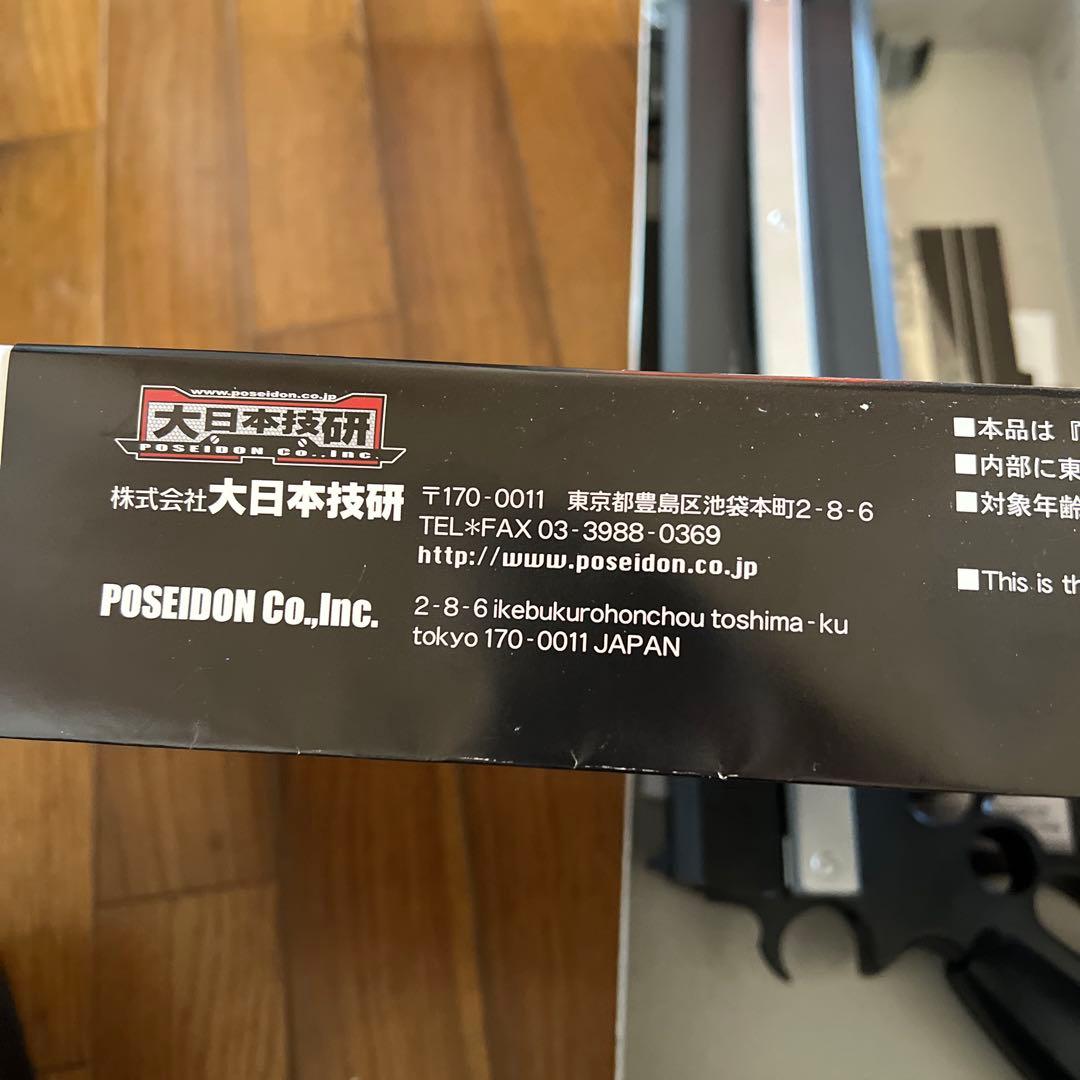 www.poseidon.co.jp
大日本技研
POSEIDON CO.,Inc.
株式会社大日本技研
〒170-0011 東京都豊島区池袋本町2-8-6
TEL*FAX 03-3988-0369
http://www.poseidon.co.jp
POSEIDON Co.,Inc.
2-8-6 ikebukurohonchou toshima-ku
tokyo 170-0011 JAPAN
■本品は『
■内部に東
■対象年齢
■This is th